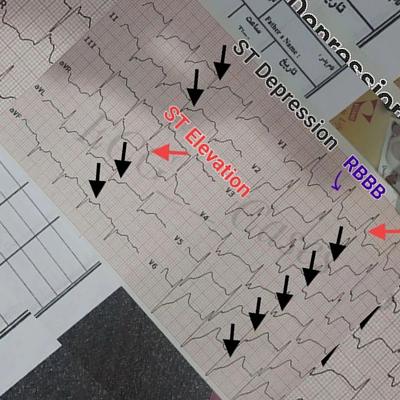 Depression
Father's Name:
ST Depression
II
III
aVR
aVL
aVF
ST Elevation
RBBB
V1
V2
V3
V4
V5
V6
R
تاریخ